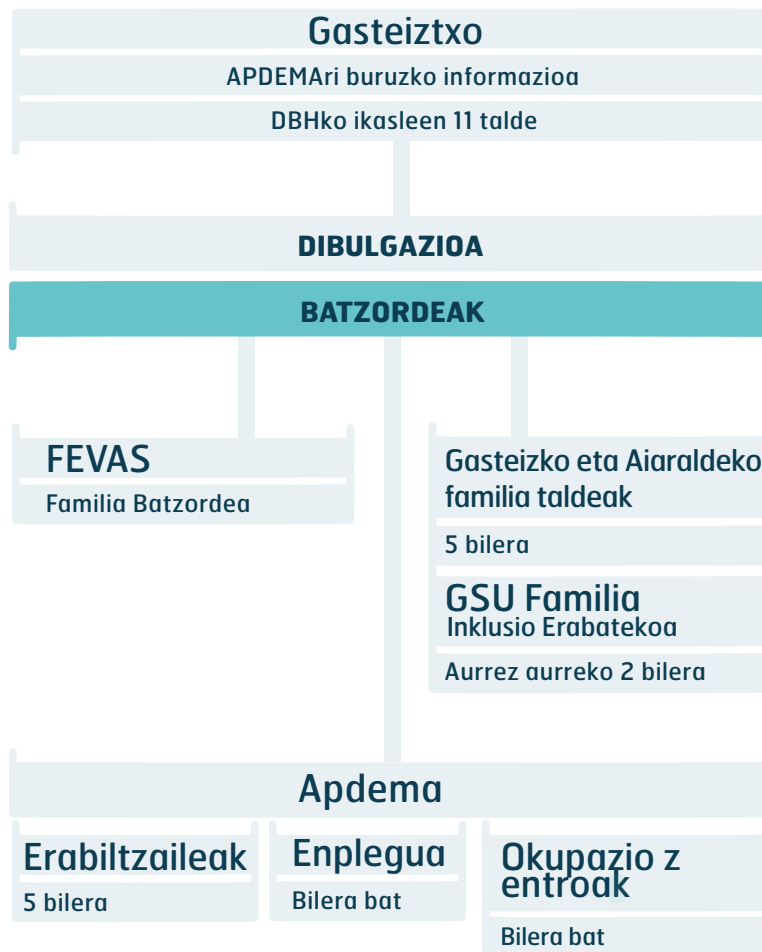 Gasteiztxo
APDEMAri buruzko informazioa
DBHko ikasleen 11 talde
DIBULGAZIOA
BATZORDEAK
FEVAS
Familia Batzordea
Gasteizko eta Aiaraldeko
familia taldeak
5 bilera
GSU Familia
Inklusio Erabatekoa
Aurrez aurreko 2 bilera
Apdema
Erabiltzaileak
5 bilera
Enplegua
Bilera bat
Okupazio z
entroak
Bilera bat